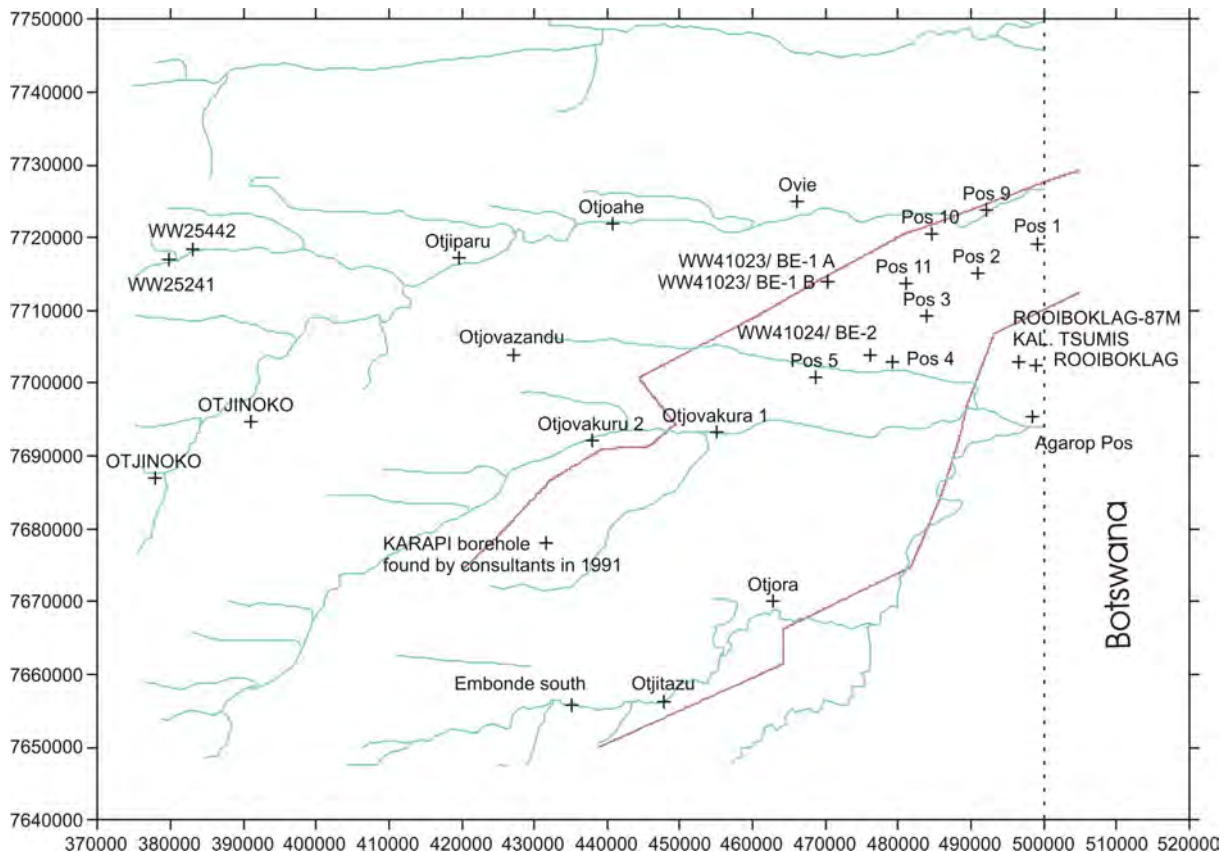 7750000
7740000
7730000
7720000
7710000
7700000
7690000
7680000
7670000
7660000
7650000
7640000
Ovie
Pos 9
Otjoahe
Pos 10
Pos 1
WW25442
Otjiparu
Pos 2
WW41023/ BE-1 A
Pos 11
WW25241
WW41023/ BE-1 B
Pos 3
ROOIBOKLAG-87M
Otjovazandu
WW41024/ BE-2
KAL. TSUMIS
Pos 5
Pos 4
ROOIBOKLAG
OTJINOKO
Otjovakuru 2
Otjovakura 1
Agarop Pos
OTJINOKO
KARAPI borehole
found by consultants in 1991
Botswana
Otjora
Embonde south
Otjitazu
370000 380000 390000 400000 410000 420000 430000 440000 450000 460000 470000 480000 490000 500000 510000 520000